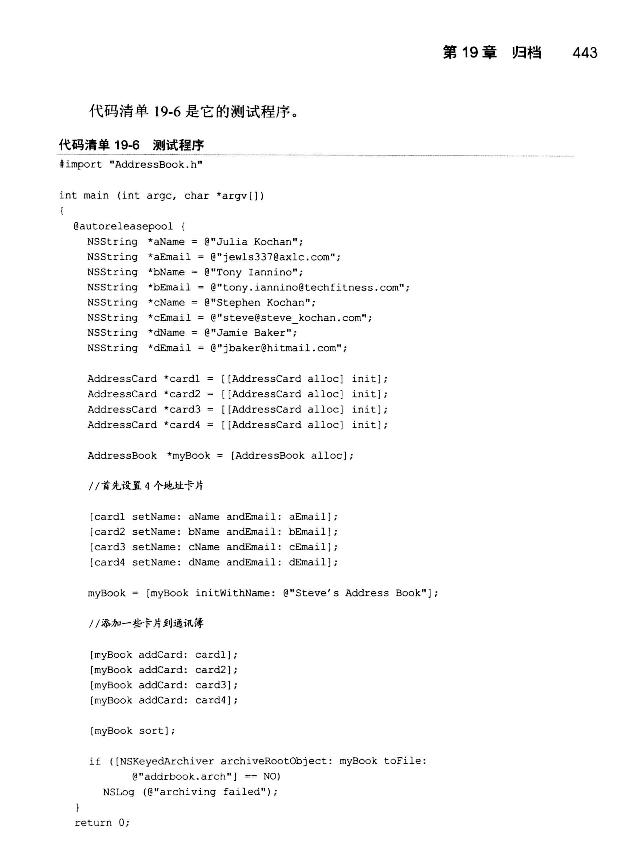 第 19 章 归档 443
代码清单 19-6 是它的测试程序。
代码清单 19-6 测试程序
#import "AddressBook.h"
int main (int argc, char *argv[])
{
@autoreleasepool {
NSString *aName = @"Julia Kochan";
NSString *aEmail = @"jewls337@axlc.com";
NSString *bName = @"Tony Iannino";
NSString *bEmail = @"tony.iannino@techfitness.com";
NSString *cName = @"Stephen Kochan";
NSString *cEmail = @"steve@steve_kochan.com";
NSString *dName = @"Jamie Baker";
NSString *dEmail = @"jbaker@hitmail.com";
AddressCard *card1 = [[AddressCard alloc] init];
AddressCard *card2 = [[AddressCard alloc] init];
AddressCard *card3 = [[AddressCard alloc] init];
AddressCard *card4 = [[AddressCard alloc] init];
AddressBook *myBook = [AddressBook alloc];
//首先设置 4 个地址卡片
[card1 setName: aName andEmail: aEmail];
[card2 setName: bName andEmail: bEmail];
[card3 setName: cName andEmail: cEmail];
[card4 setName: dName andEmail: dEmail];
myBook = [myBook initWithName: @"Steve's Address Book"];
//添加一些卡片到通讯簿
[myBook addCard: card1];
[myBook addCard: card2];
[myBook addCard: card3];
[myBook addCard: card4];
[myBook sort];
if ([NSKeyedArchiver archiveRootObject: myBook toFile:
@"addrbook.arch"] == NO)
NSLog (@"archiving failed");
}
return 0;